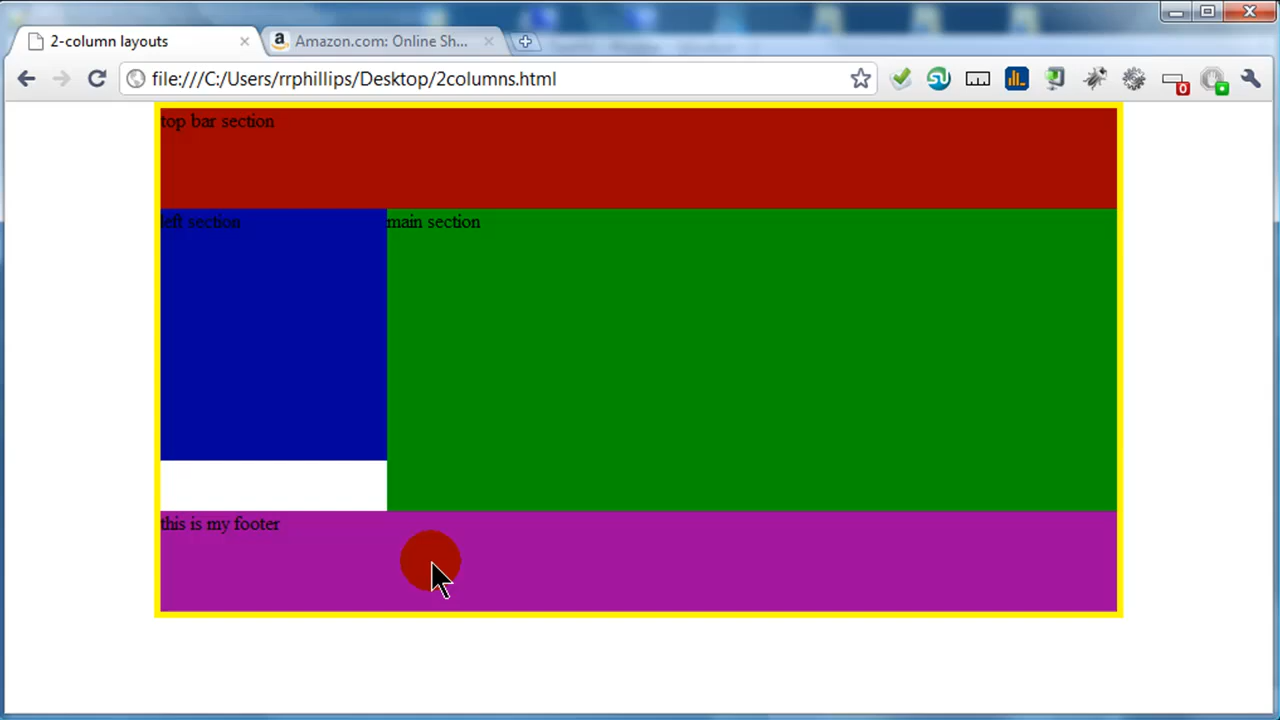 2-column layouts
Amazon.com: Online Sh...
file:///C:/Users/rrphillips/Desktop/2columns.html
0
top bar section
left section
main section
this is my footer